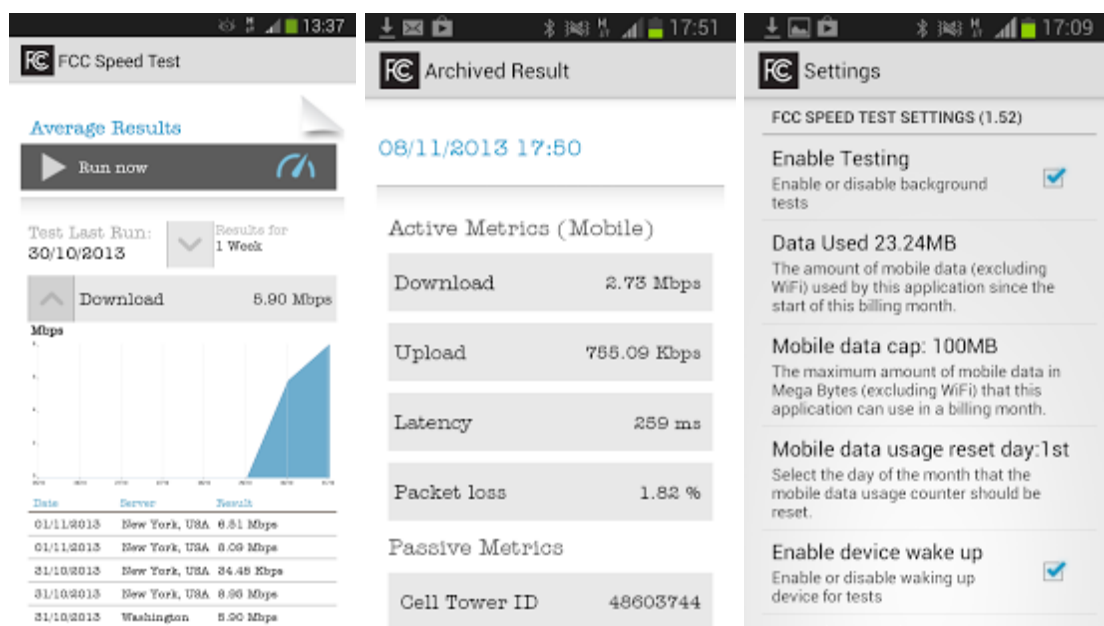 13:37
FCC FCC Speed Test
Average Results
Run now
Test Last Run:
30/10/2013
Results for
1 Week
Download 5.90 Mbps
Mbps
Date Server Result
01/11/2013 New York, USA 6.51 Mbps
01/11/2013 New York, USA 8.09 Mbps
31/10/2013 New York, USA 34.48 Kbps
31/10/2013 New York, USA 8.95 Mbps
31/10/2013 Washington 5.90 Mbps
17:51
FCC Archived Result
08/11/2013 17:50
Active Metrics (Mobile)
Download 2.73 Mbps
Upload 755.09 Kbps
Latency 259 ms
Packet loss 1.82 %
Passive Metrics
Cell Tower ID 48603744
17:09
FCC Settings
FCC SPEED TEST SETTINGS (1.52)
Enable Testing
Enable or disable background
tests
Data Used 23.24MB
The amount of mobile data (excluding
WiFi) used by this application since the
start of this billing month.
Mobile data cap: 100MB
The maximum amount of mobile data in
Mega Bytes (excluding WiFi) that this
application can use in a billing month.
Mobile data usage reset day:1st
Select the day of the month that the
mobile data usage counter should be
reset.
Enable device wake up
Enable or disable waking up
device for tests